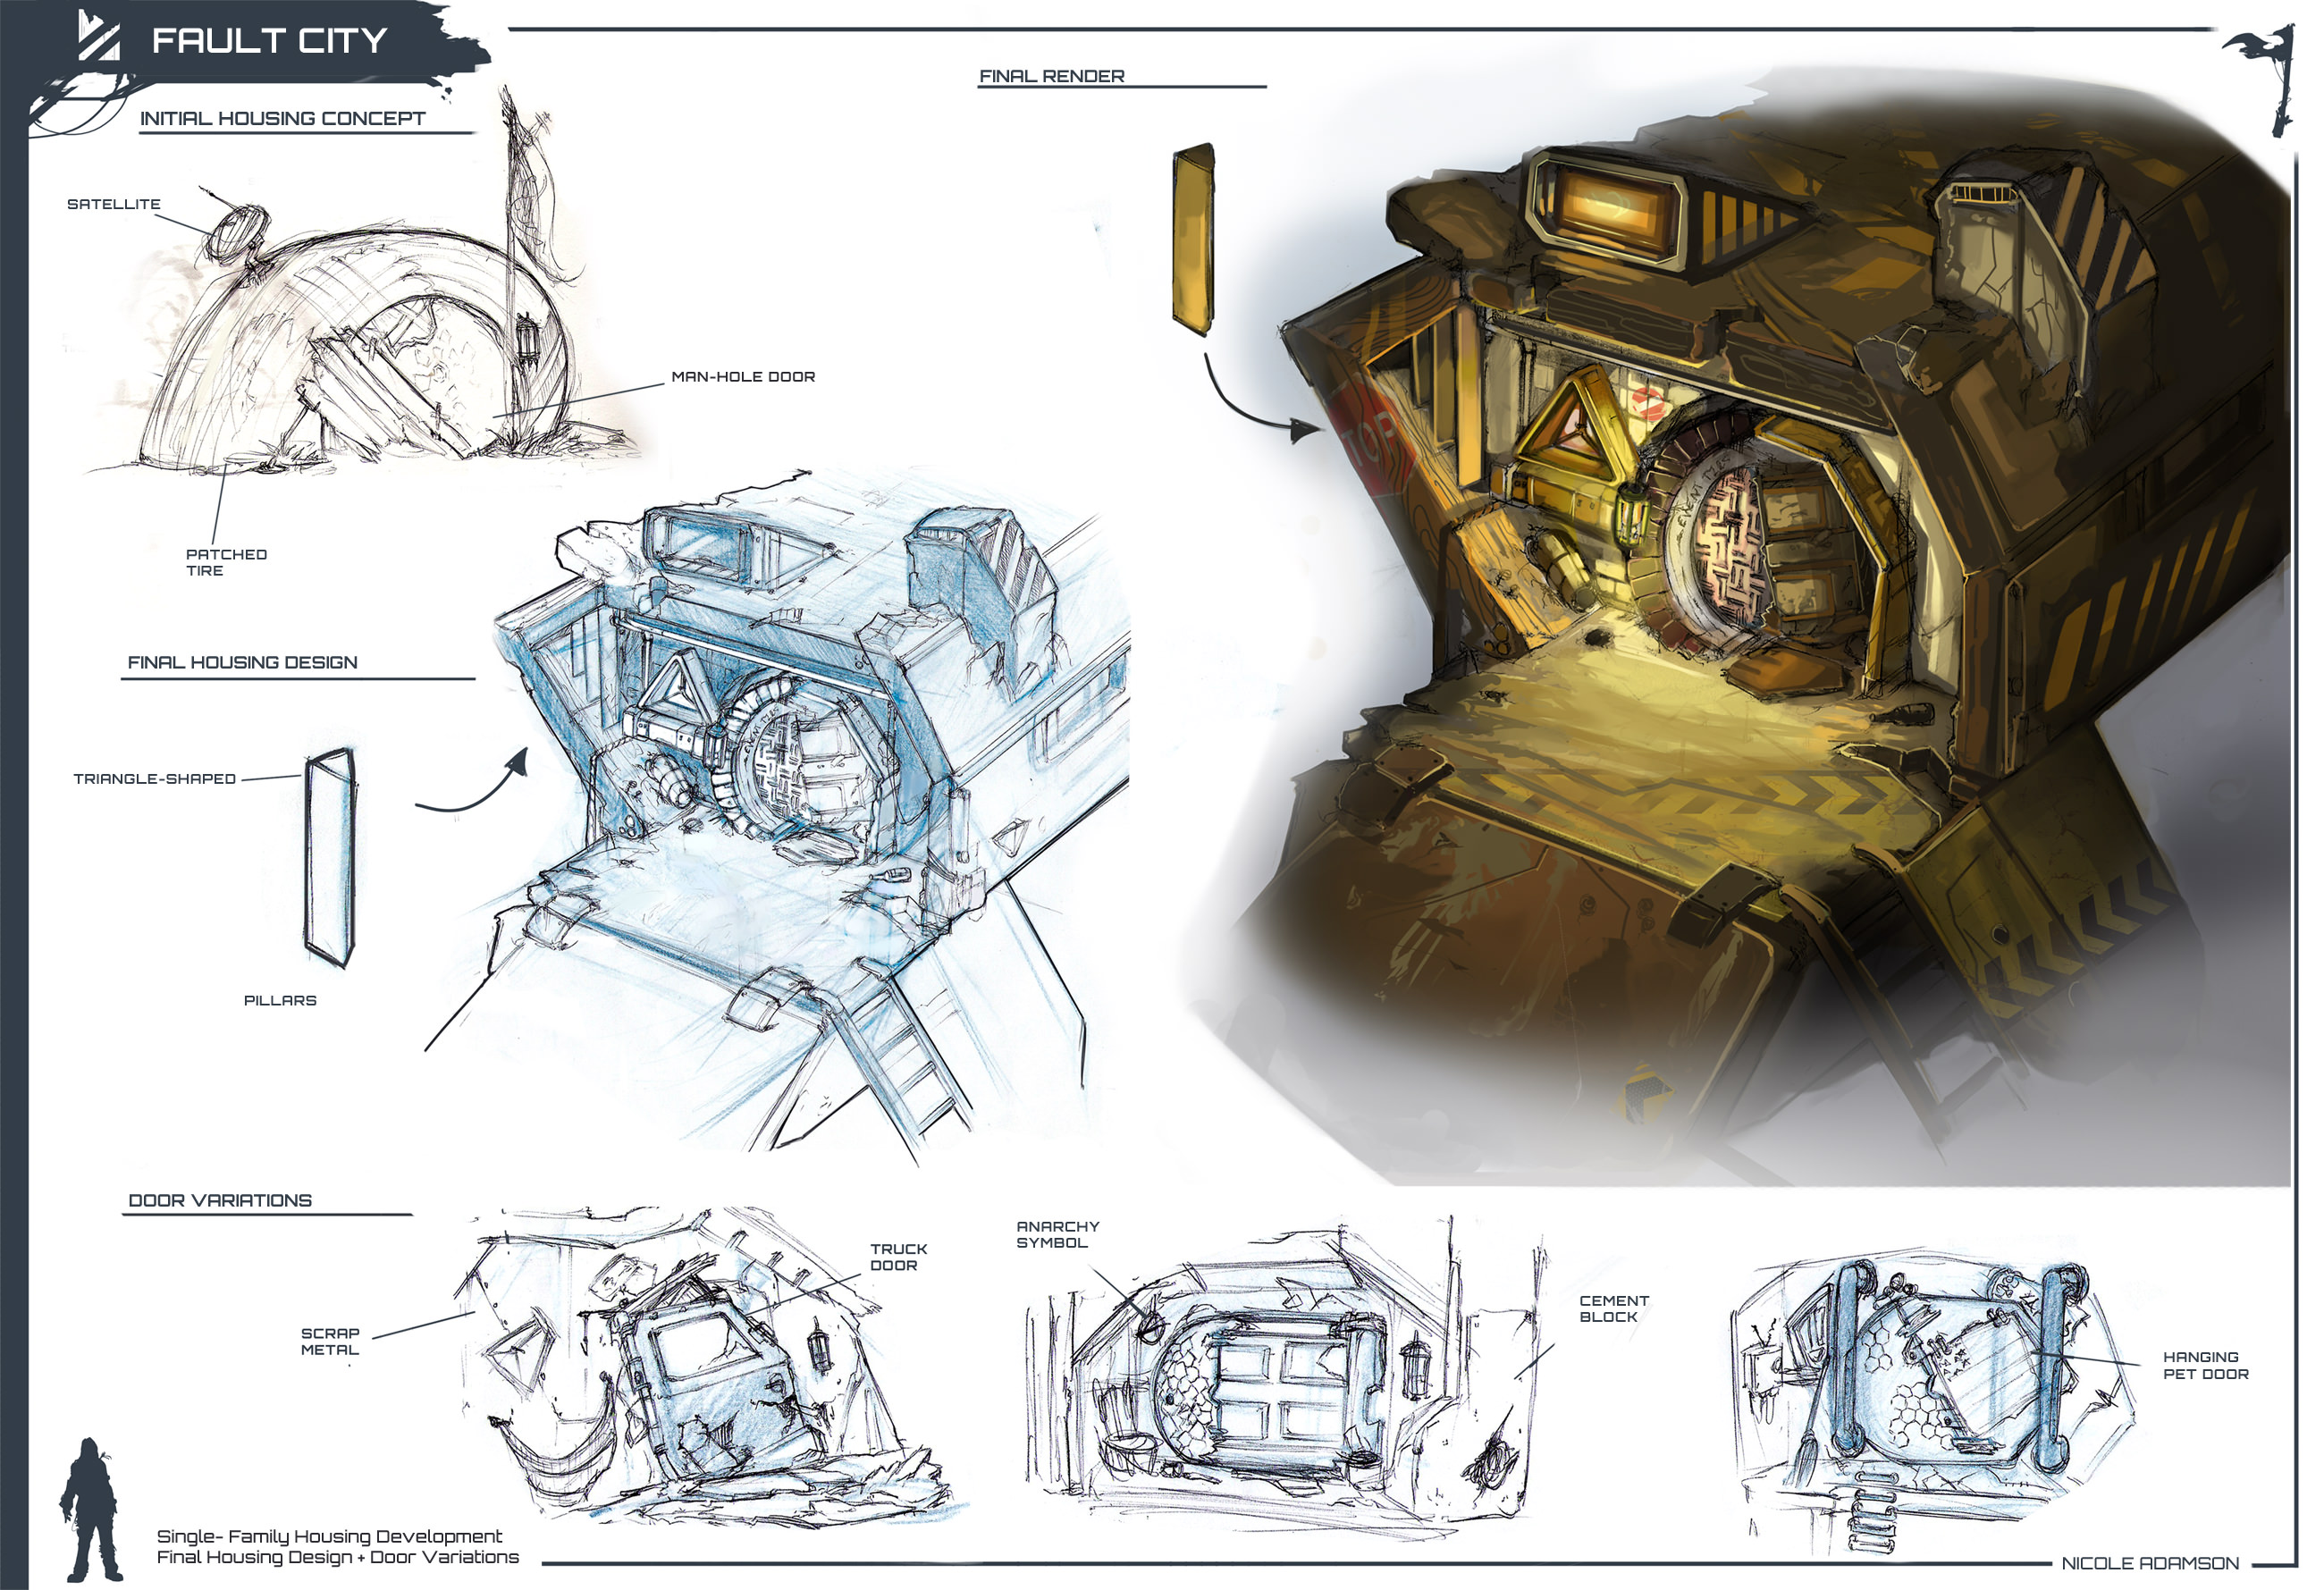 FAULT CITY
INITIAL HOUSING CONCEPT
SATELLITE
MAN-HOLE DOOR
PATCHED
TIRE
FINAL HOUSING DESIGN
TRIANGLE-SHAPED
PILLARS
FINAL RENDER
STOP
DOOR VARIATIONS
SCRAP
METAL
TRUCK
DOOR
ANARCHY
SYMBOL
CEMENT
BLOCK
HANGING
PET DOOR
Single- Family Housing Development
Final Housing Design + Door Variations
NICOLE ADAMSON